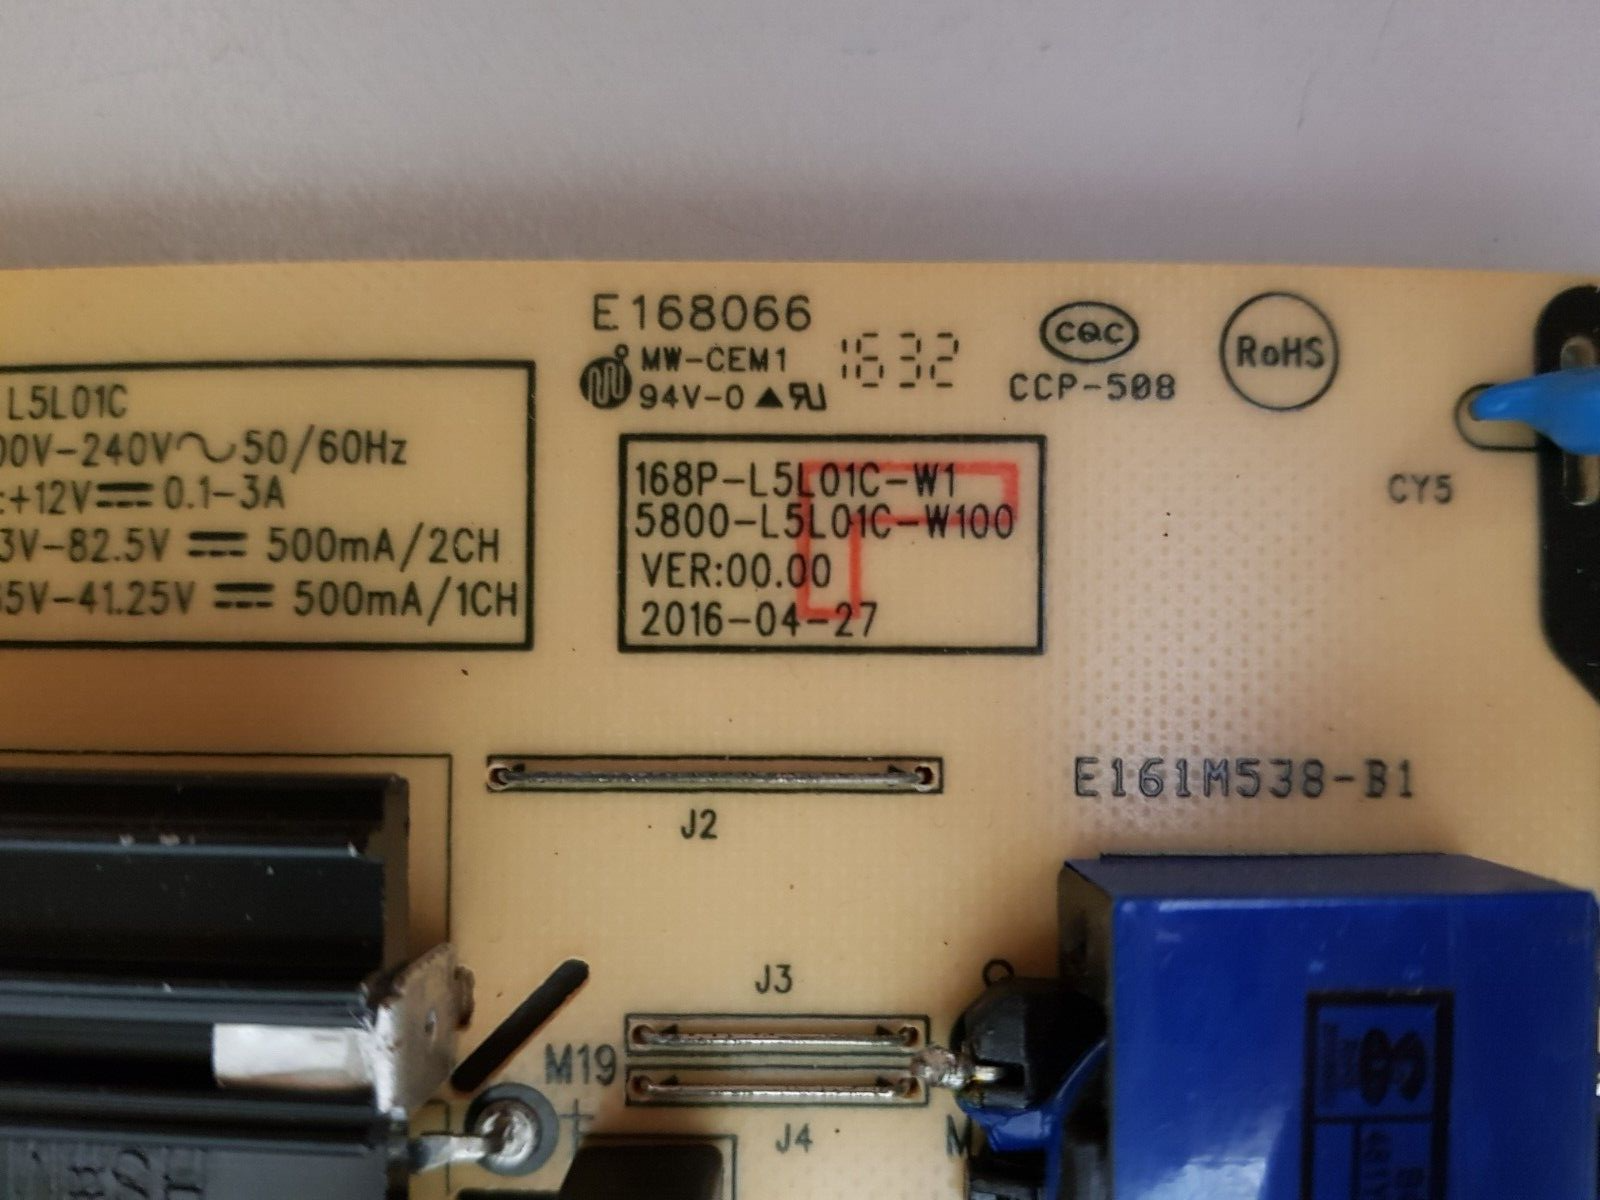 E168066
MW-CEM1
94V-0
1632
CQC
CCP-508
RoHS
L5L01C
00V-240V∿50/60Hz
:+12V⎓0.1-3A
3V-82.5V ⎓ 500mA/2CH
5V-41.25V ⎓ 500mA/1CH
168P-L5L01C-W1
5800-L5L01C-W100
VER:00.00
2016-04-27
CY5
J2
E161M538-B1
J3
M19
J4